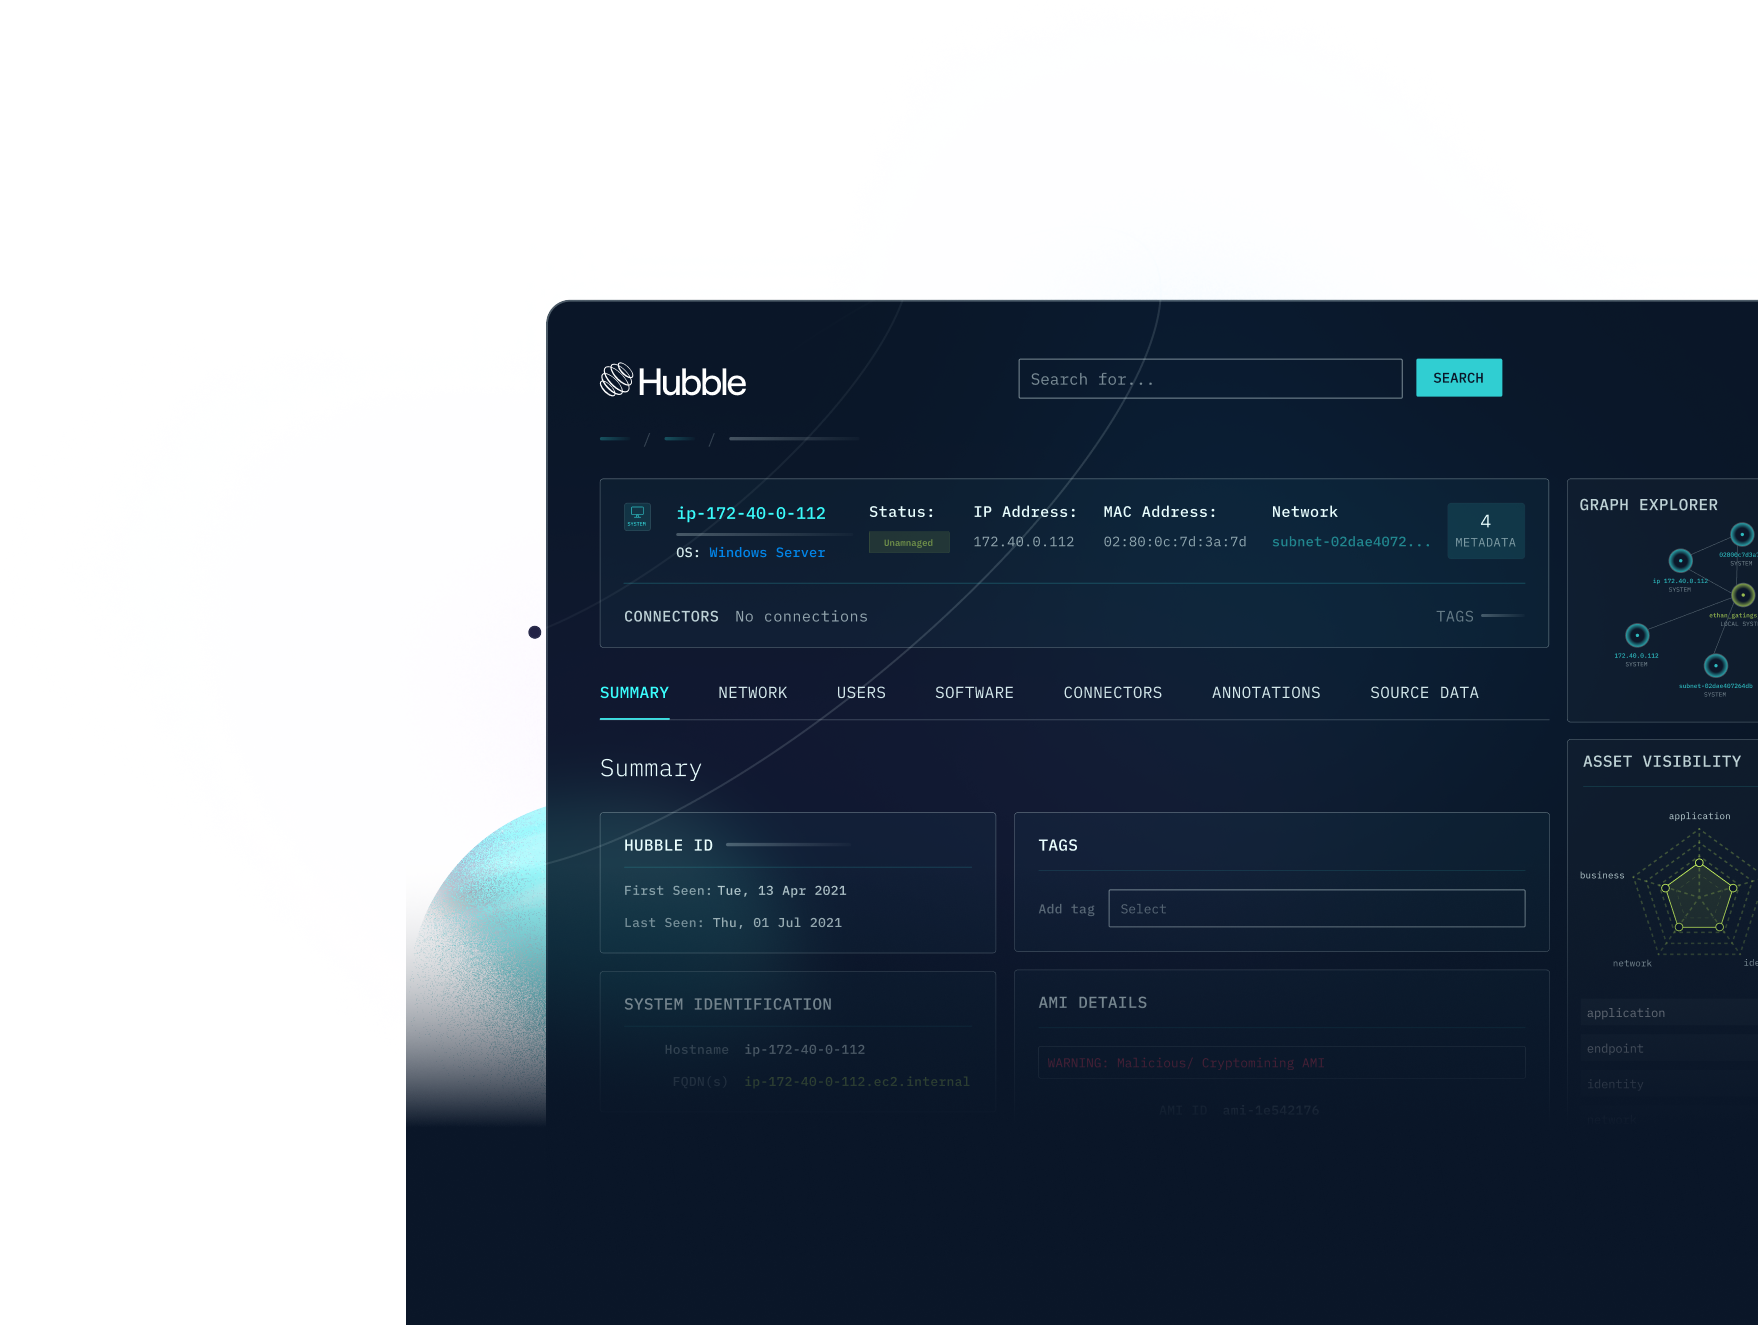 Hubble
Search for...
SEARCH
/ /
SYSTEM
ip-172-40-0-112
OS: Windows Server
Status:
Unamnaged
IP Address:
172.40.0.112
MAC Address:
02:80:0c:7d:3a:7d
Network
subnet-02dae4072...
4
METADATA
CONNECTORS No connections
TAGS
SUMMARY NETWORK USERS SOFTWARE CONNECTORS ANNOTATIONS SOURCE DATA
Summary
HUBBLE ID
First Seen: Tue, 13 Apr 2021
Last Seen: Thu, 01 Jul 2021
TAGS
Add tag Select
SYSTEM IDENTIFICATION
Hostname ip-172-40-0-112
FQDN(s) ip-172-40-0-112.ec2.internal
AMI DETAILS
WARNING: Malicious/ Cryptomining AMI
AMI ID ami-1e542176
GRAPH EXPLORER
SYSTEM
ip 172.40.0.112
SYSTEM
ethan_gatings
LOCAL SYST
172.40.0.112
SYSTEM
subnet-02dae407264db
SYSTEM
ASSET VISIBILITY
application
business
network
ide
application
endpoint
identity